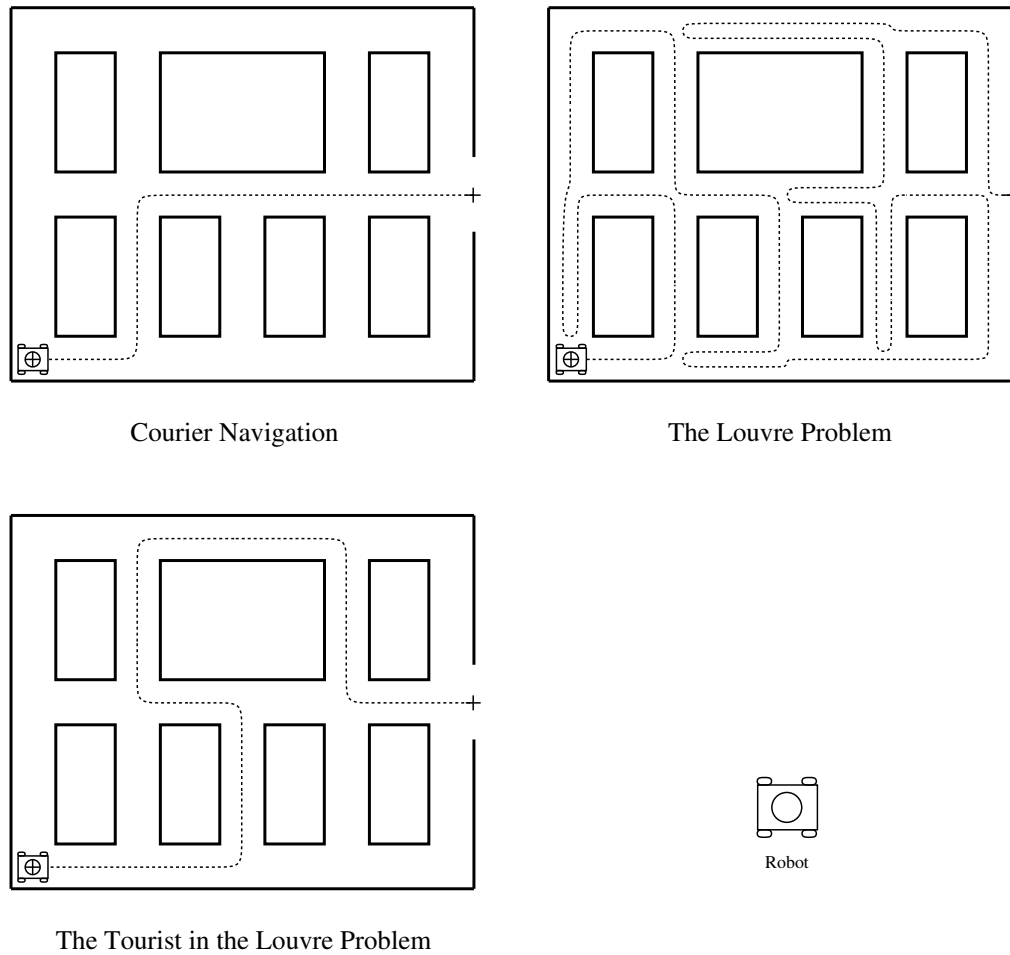 Courier Navigation
The Louvre Problem
Robot
The Tourist in the Louvre Problem